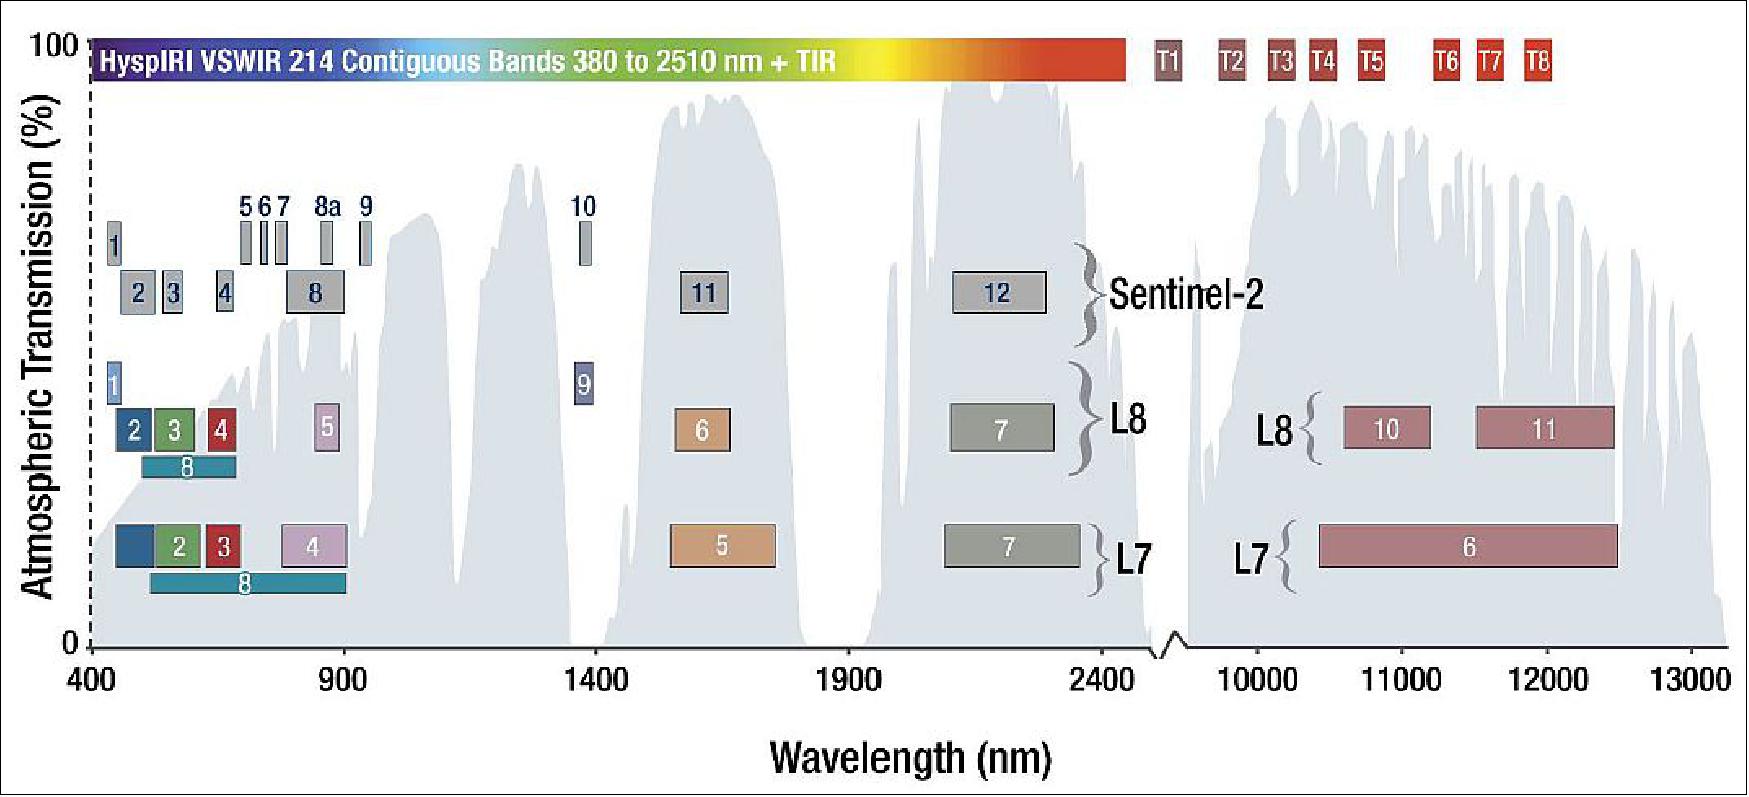 100
HyspIRI VSWIR 214 Contiguous Bands 380 to 2510 nm + TIR
T1 T2 T3 T4 T5 T6 T7 T8
Atmospheric Transmission (%)
5 6 7 8a 9 10
1
2 3 4 8 11 12
Sentinel-2
1 9
2 3 4 5 6 7
L8
L8
10 11
8
2 3 4 5 7
L7
L7
6
8
0
400 900 1400 1900 2400 10000 11000 12000 13000
Wavelength (nm)